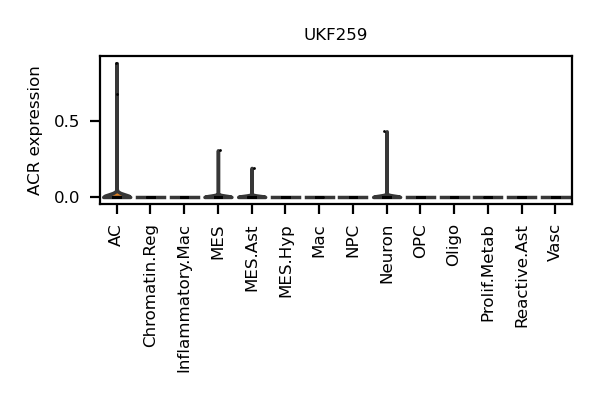 UKF259
ACR expression
0.5
0.0
AC
Chromatin.Reg
Inflammatory.Mac
MES
MES.Ast
MES.Hyp
Mac
NPC
Neuron
OPC
Oligo
Prolif.Metab
Reactive.Ast
Vasc